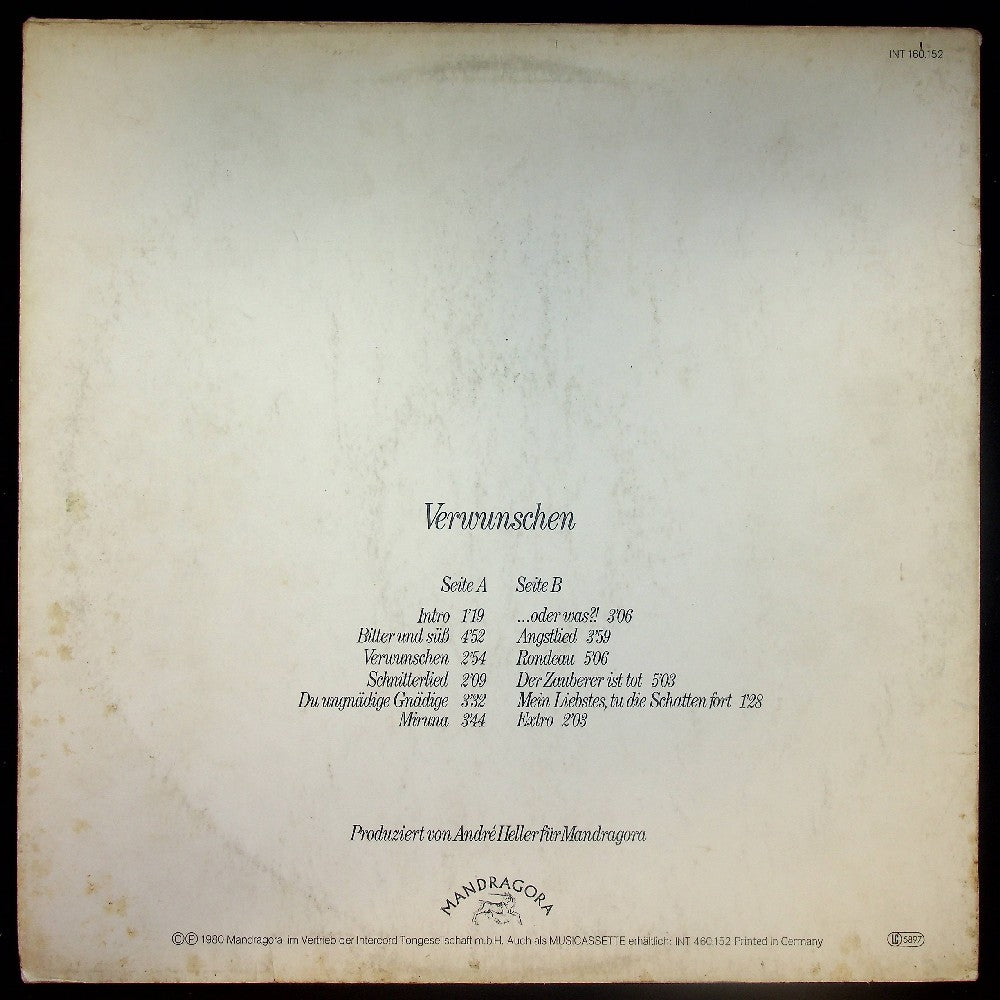 INT 160.152
Verwunschen
Seite A
Intro 1'19
Bitter und süß 4'52
Verwunschen 2'54
Schnitterlied 2'09
Du ungnädige Gnädige 3'32
Miruna 3'44
Seite B
...oder was?! 3'06
Angstlied 3'59
Rondeau 5'06
Der Zauberer ist tot 5'03
Mein Liebstes, tu die Schatten fort 1'28
Extro 2'03
Produziert von André Heller für Mandragora
MANDRAGORA
©℗ 1980 Mandragora im Vertrieb der Intercord Tongesellschaft m.b.H. Auch als MUSICASSETTE erhältlich: INT 460.152 Printed in Germany
LC 5897